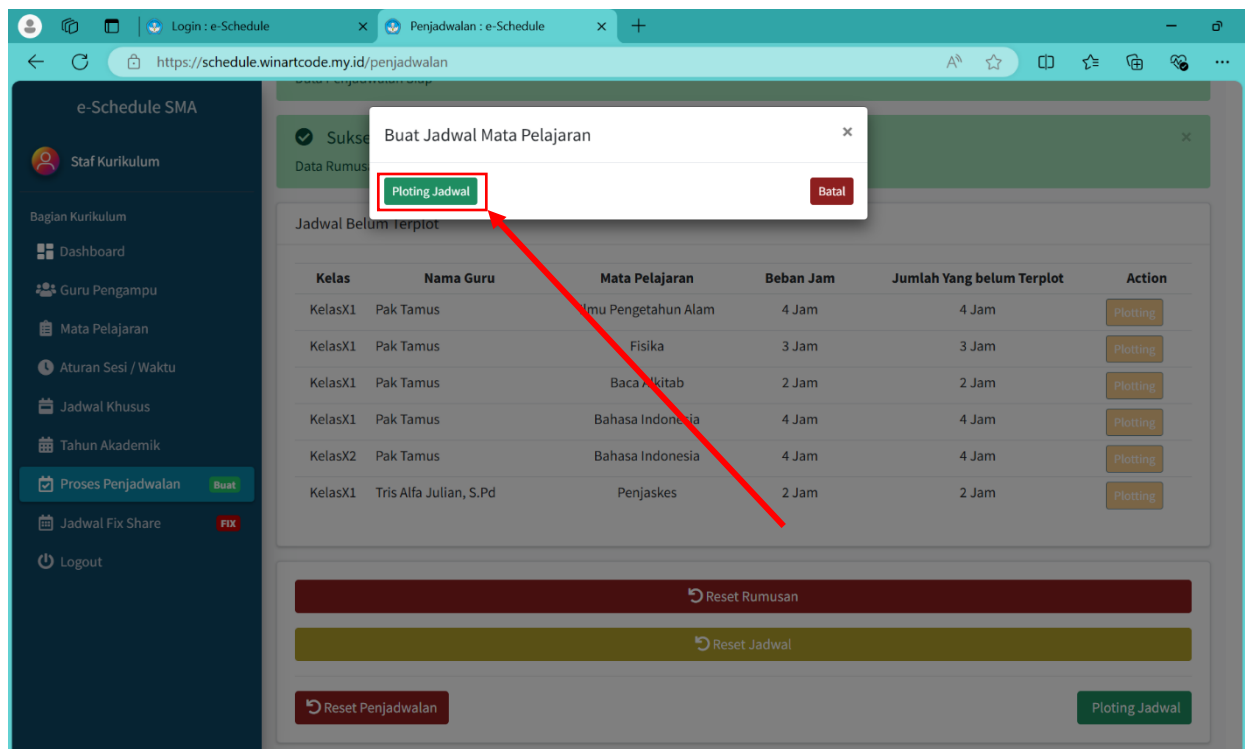 Login : e-Schedule
Penjadwalan : e-Schedule
https://schedule.winartcode.my.id/penjadwalan
e-Schedule SMA
Staf Kurikulum
Bagian Kurikulum
Dashboard
Guru Pengampu
Mata Pelajaran
Aturan Sesi / Waktu
Jadwal Khusus
Tahun Akademik
Proses Penjadwalan Buat
Jadwal Fix Share FIX
Logout
Sukse
Data Rumus
Buat Jadwal Mata Pelajaran ×
Ploting Jadwal Batal
Jadwal Belum Terplot
Kelas Nama Guru Mata Pelajaran Beban Jam Jumlah Yang belum Terplot Action
KelasX1 Pak Tamus lmu Pengetahun Alam 4 Jam 4 Jam Plotting
KelasX1 Pak Tamus Fisika 3 Jam 3 Jam Plotting
KelasX1 Pak Tamus Baca Alkitab 2 Jam 2 Jam Plotting
KelasX1 Pak Tamus Bahasa Indonesia 4 Jam 4 Jam Plotting
KelasX2 Pak Tamus Bahasa Indonesia 4 Jam 4 Jam Plotting
KelasX1 Tris Alfa Julian, S.Pd Penjaskes 2 Jam 2 Jam Plotting
Reset Rumusan
Reset Jadwal
Reset Penjadwalan Ploting Jadwal